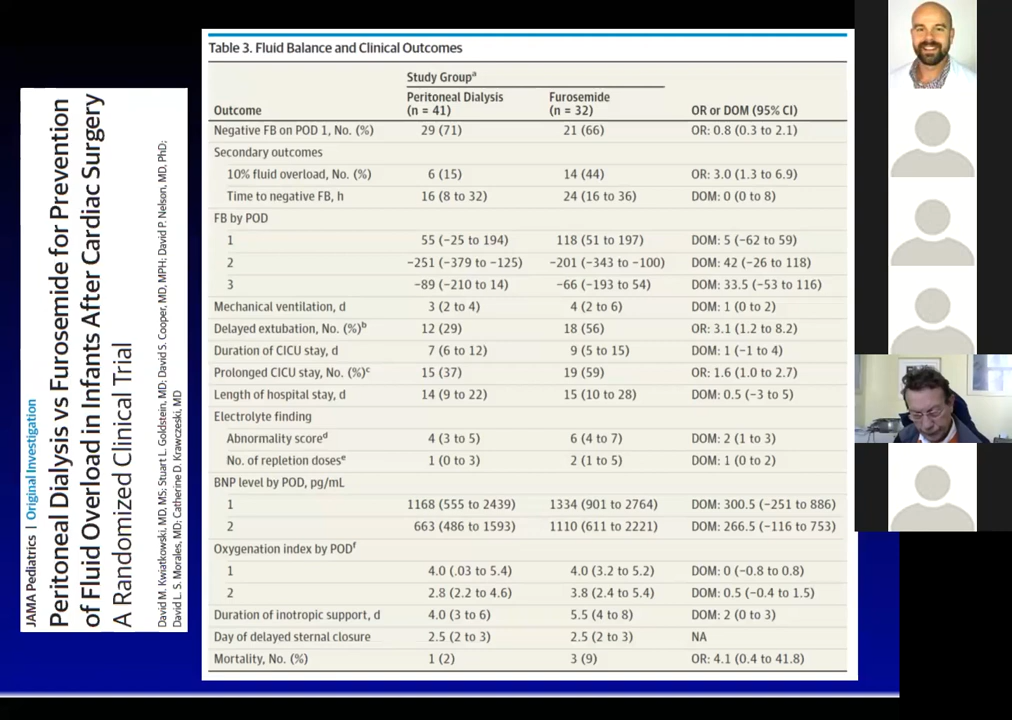 JAMA Pediatrics | Original Investigation
Peritoneal Dialysis vs Furosemide for Prevention
of Fluid Overload in Infants After Cardiac Surgery
A Randomized Clinical Trial
David M. Kwiatkowski, MD, MS; Stuart L. Goldstein, MD; David S. Cooper, MD, MPH; David P. Nelson, MD, PhD;
David L. S. Morales, MD; Catherine D. Krawczeski, MD
Table 3. Fluid Balance and Clinical Outcomes
Study Groupa
Outcome Peritoneal Dialysis (n = 41) Furosemide (n = 32) OR or DOM (95% CI)
Negative FB on POD 1, No. (%) 29 (71) 21 (66) OR: 0.8 (0.3 to 2.1)
Secondary outcomes
10% fluid overload, No. (%) 6 (15) 14 (44) OR: 3.0 (1.3 to 6.9)
Time to negative FB, h 16 (8 to 32) 24 (16 to 36) DOM: 0 (0 to 8)
FB by POD
1 55 (−25 to 194) 118 (51 to 197) DOM: 5 (−62 to 59)
2 −251 (−379 to −125) −201 (−343 to −100) DOM: 42 (−26 to 118)
3 −89 (−210 to 14) −66 (−193 to 54) DOM: 33.5 (−53 to 116)
Mechanical ventilation, d 3 (2 to 4) 4 (2 to 6) DOM: 1 (0 to 2)
Delayed extubation, No. (%)b 12 (29) 18 (56) OR: 3.1 (1.2 to 8.2)
Duration of CICU stay, d 7 (6 to 12) 9 (5 to 15) DOM: 1 (−1 to 4)
Prolonged CICU stay, No. (%)c 15 (37) 19 (59) OR: 1.6 (1.0 to 2.7)
Length of hospital stay, d 14 (9 to 22) 15 (10 to 28) DOM: 0.5 (−3 to 5)
Electrolyte finding
Abnormality scored 4 (3 to 5) 6 (4 to 7) DOM: 2 (1 to 3)
No. of repletion dosese 1 (0 to 3) 2 (1 to 5) DOM: 1 (0 to 2)
BNP level by POD, pg/mL
1 1168 (555 to 2439) 1334 (901 to 2764) DOM: 300.5 (−251 to 886)
2 663 (486 to 1593) 1110 (611 to 2221) DOM: 266.5 (−116 to 753)
Oxygenation index by PODf
1 4.0 (.03 to 5.4) 4.0 (3.2 to 5.2) DOM: 0 (−0.8 to 0.8)
2 2.8 (2.2 to 4.6) 3.8 (2.4 to 5.4) DOM: 0.5 (−0.4 to 1.5)
Duration of inotropic support, d 4.0 (3 to 6) 5.5 (4 to 8) DOM: 2 (0 to 3)
Day of delayed sternal closure 2.5 (2 to 3) 2.5 (2 to 3) NA
Mortality, No. (%) 1 (2) 3 (9) OR: 4.1 (0.4 to 41.8)